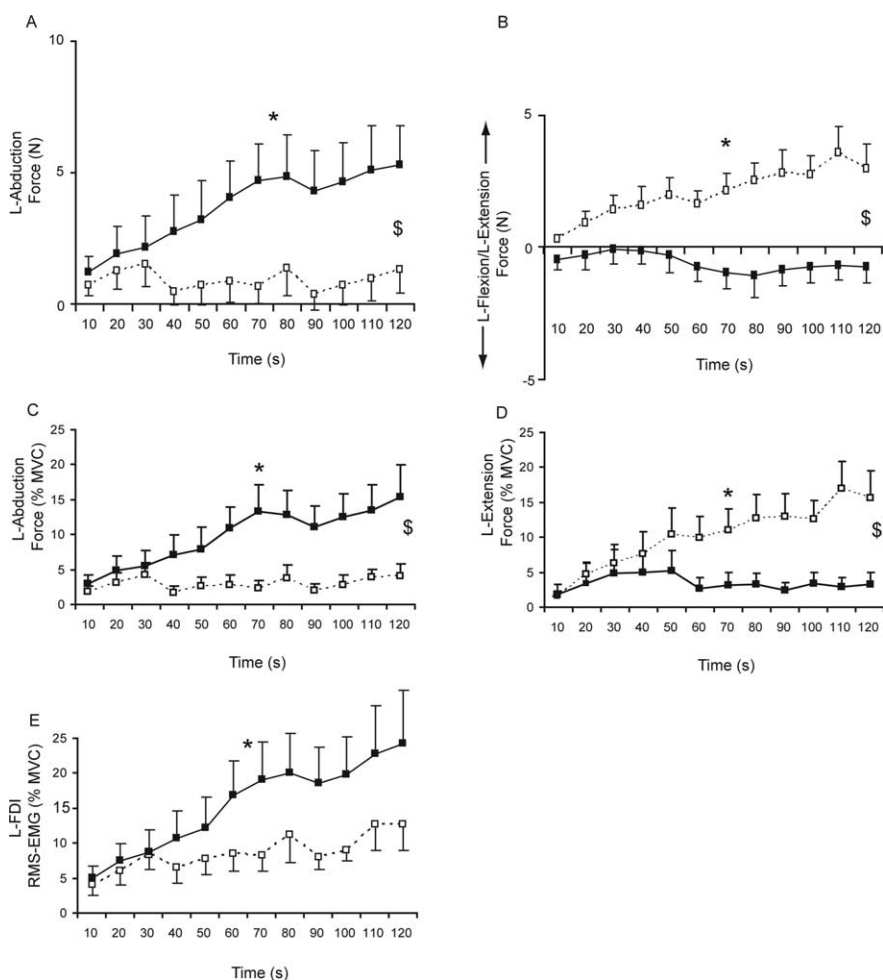 A
L-Abduction
Force (N)
10
5
0
*
$
10 20 30 40 50 60 70 80 90 100 110 120
Time (s)
B
L-Flexion/L-Extension
Force (N)
5
0
-5
*
$
10 20 30 40 50 60 70 80 90 100 110 120
Time (s)
C
L-Abduction
Force (% MVC)
25
20
15
10
5
0
*
$
10 20 30 40 50 60 70 80 90 100 110 120
Time (s)
D
L-Extension
Force (% MVC)
25
20
15
10
5
0
*
$
10 20 30 40 50 60 70 80 90 100 110 120
Time (s)
E
L-FDI
RMS-EMG (% MVC)
25
20
15
10
5
0
*
10 20 30 40 50 60 70 80 90 100 110 120
Time (s)